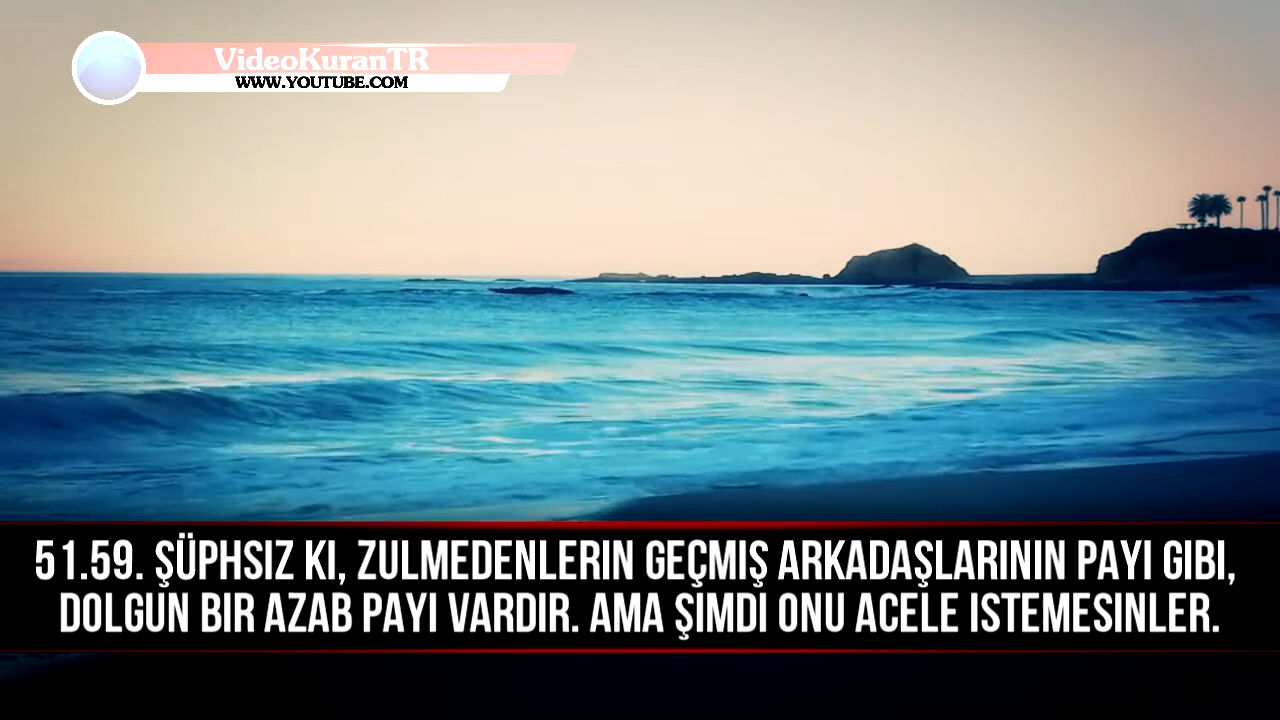 VideoKuranTR
WWW.YOUTUBE.COM
51.59. ŞÜPHSIZ KI, ZULMEDENLERIN GEÇMIŞ ARKADAŞLARININ PAYI GIBI,
DOLGUN BIR AZAB PAYI VARDIR. AMA ŞIMDI ONU ACELE ISTEMESINLER.